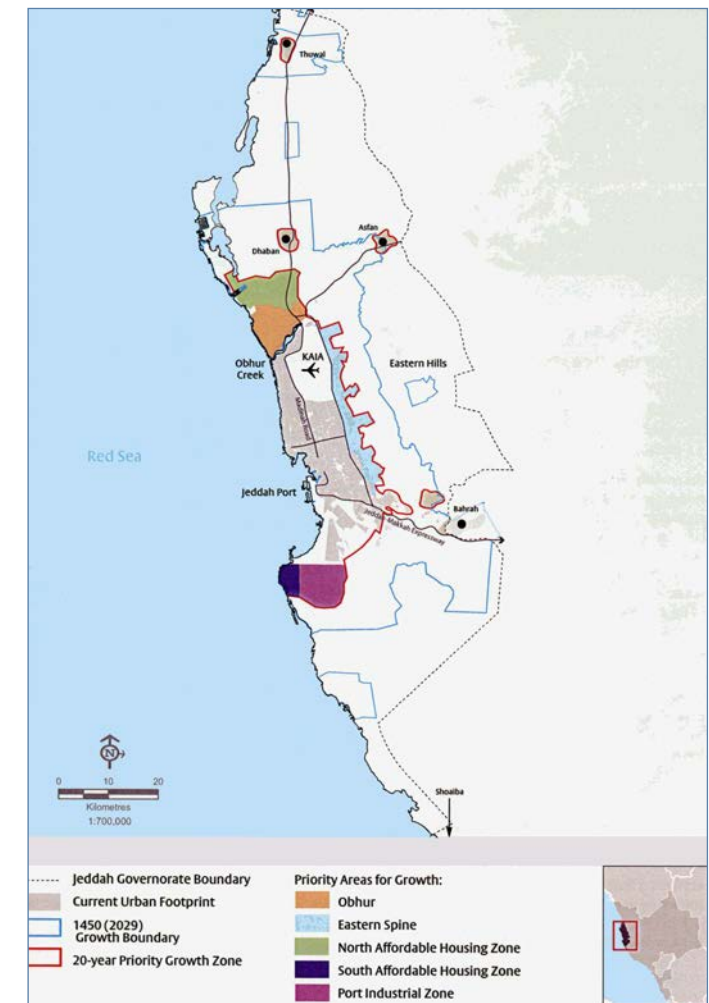 Thuwal
Asfan
Dhaban
KAIA
Obhur
Creek
Eastern Hills
Madinah Road
Red Sea
Jeddah Port
Bahrah
Jeddah-Makkah Expressway
N
0 10 20
Kilometres
1:700,000
Shoaiba
Jeddah Governorate Boundary
Current Urban Footprint
1450 (2029)
Growth Boundary
20-year Priority Growth Zone
Priority Areas for Growth:
Obhur
Eastern Spine
North Affordable Housing Zone
South Affordable Housing Zone
Port Industrial Zone